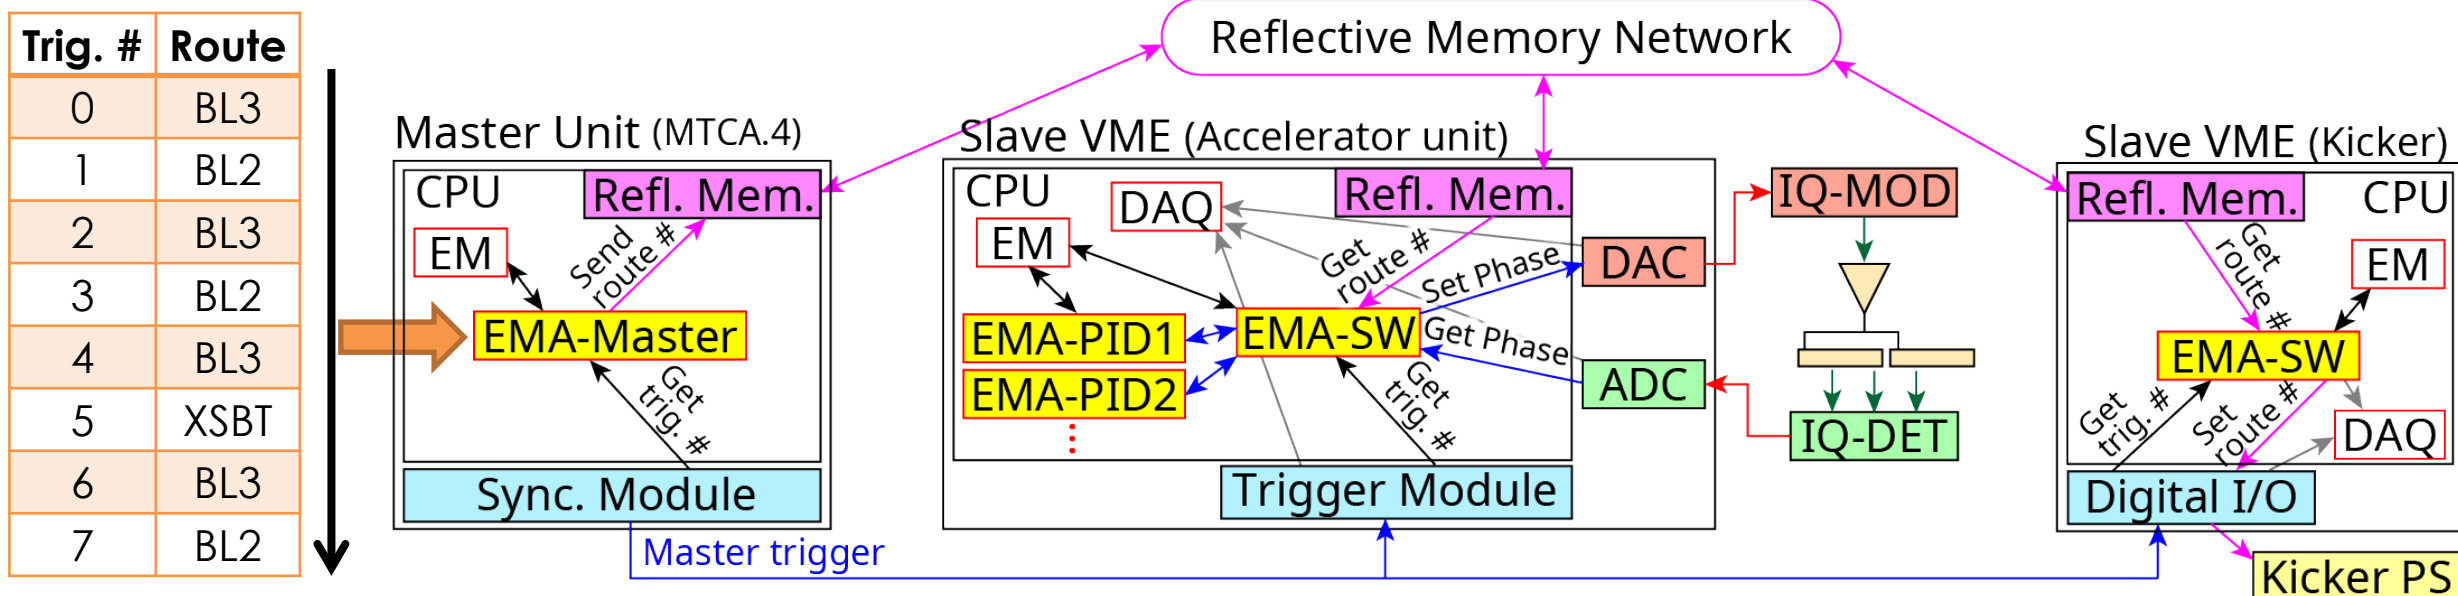 Trig. # Route
0 BL3
1 BL2
2 BL3
3 BL2
4 BL3
5 XSBT
6 BL3
7 BL2
Reflective Memory Network
Master Unit (MTCA.4)
CPU
Refl. Mem.
EM
Send
route #
EMA-Master
Get
trig. #
Sync. Module
Master trigger
Slave VME (Accelerator unit)
CPU
DAQ
Refl. Mem.
EM
Get
route #
Set Phase
EMA-PID1
EMA-SW
Get Phase
EMA-PID2
Get
trig. #
Trigger Module
DAC
ADC
IQ-MOD
IQ-DET
Slave VME (Kicker)
Refl. Mem.
CPU
Get
route #
EM
EMA-SW
Get
trig. #
Set
route #
DAQ
Digital I/O
Kicker PS